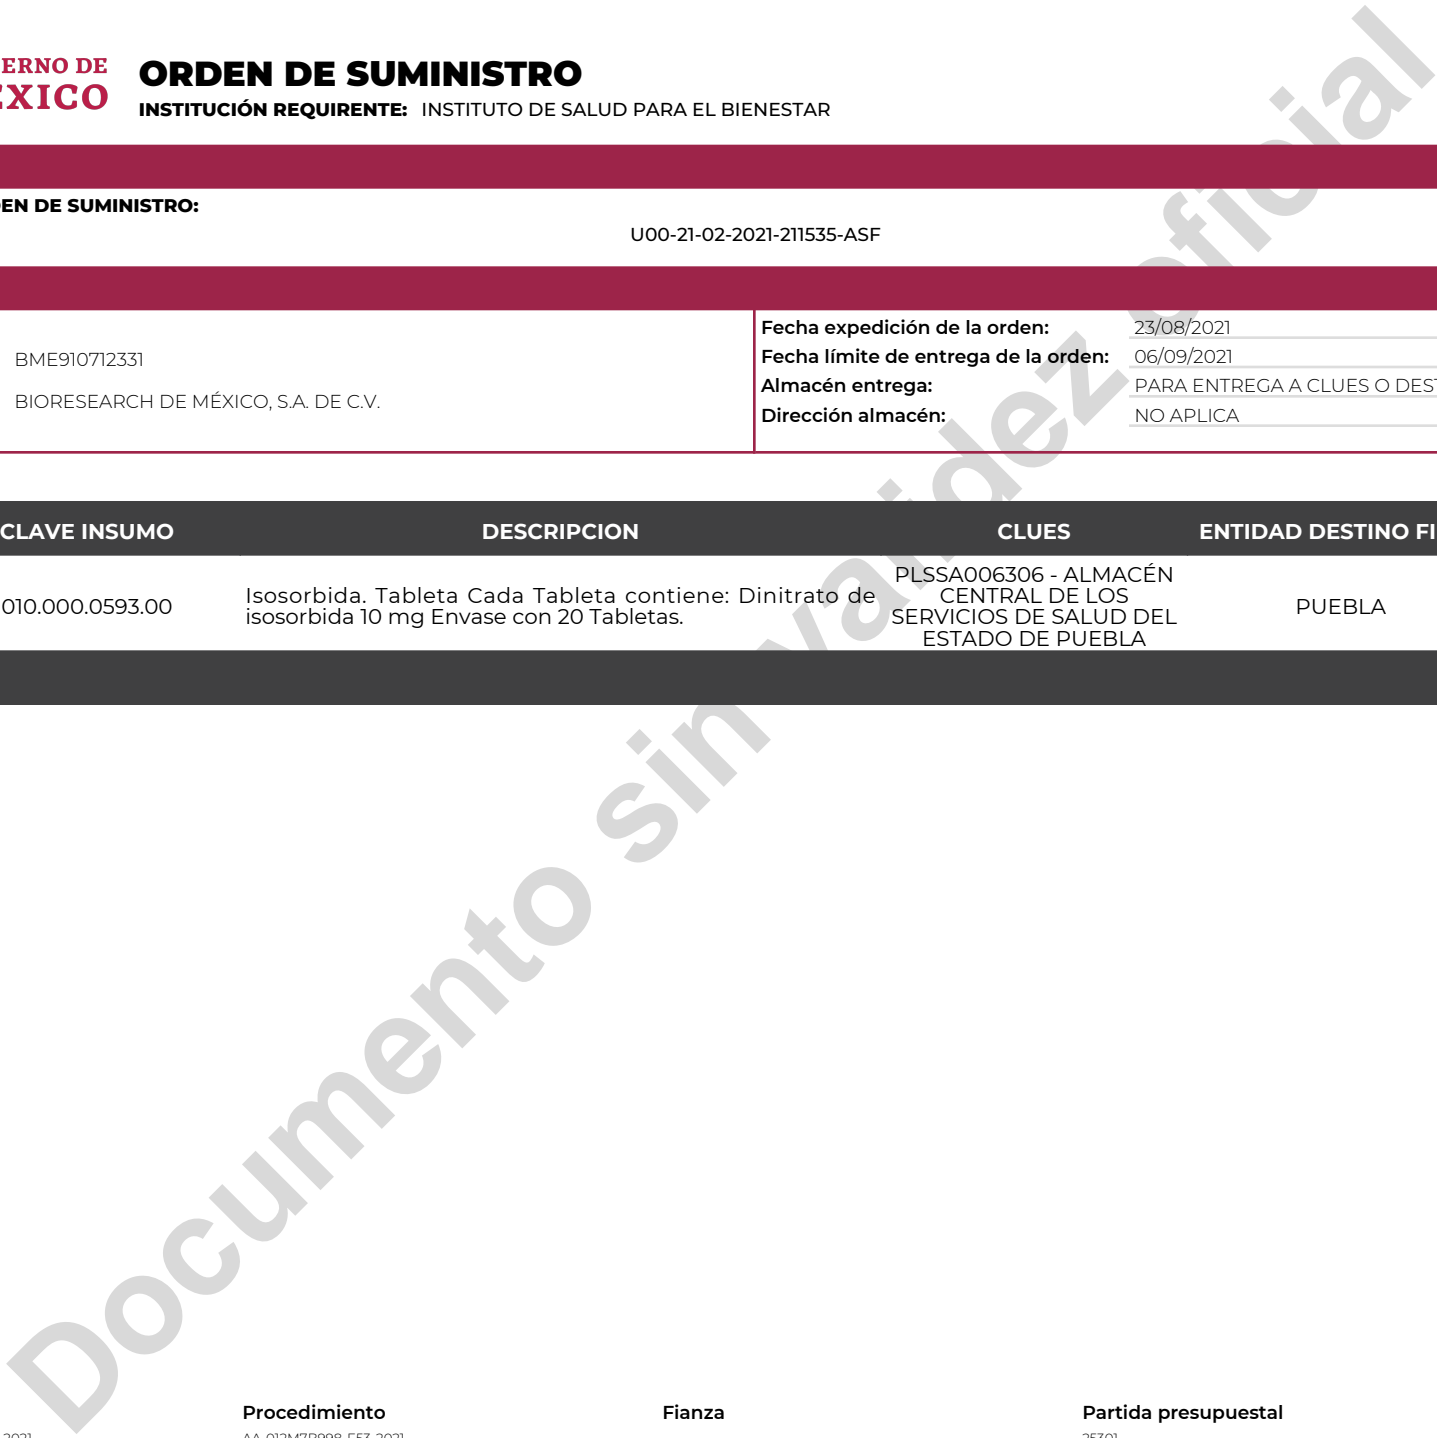 ERNO DE
ÉXICO
ORDEN DE SUMINISTRO
INSTITUCIÓN REQUIRENTE: INSTITUTO DE SALUD PARA EL BIENESTAR
EN DE SUMINISTRO:
U00-21-02-2021-211535-ASF
BME910712331
BIORESEARCH DE MÉXICO, S.A. DE C.V.
Fecha expedición de la orden: 23/08/2021
Fecha límite de entrega de la orden: 06/09/2021
Almacén entrega: PARA ENTREGA A CLUES O DEST
Dirección almacén: NO APLICA
CLAVE INSUMO DESCRIPCION CLUES ENTIDAD DESTINO FI
010.000.0593.00
Isosorbida. Tableta Cada Tableta contiene: Dinitrato de
isosorbida 10 mg Envase con 20 Tabletas.
PLSSA006306 - ALMACÉN
CENTRAL DE LOS
SERVICIOS DE SALUD DEL
ESTADO DE PUEBLA
PUEBLA
Documento sin validez oficial
Procedimiento Fianza Partida presupuestal